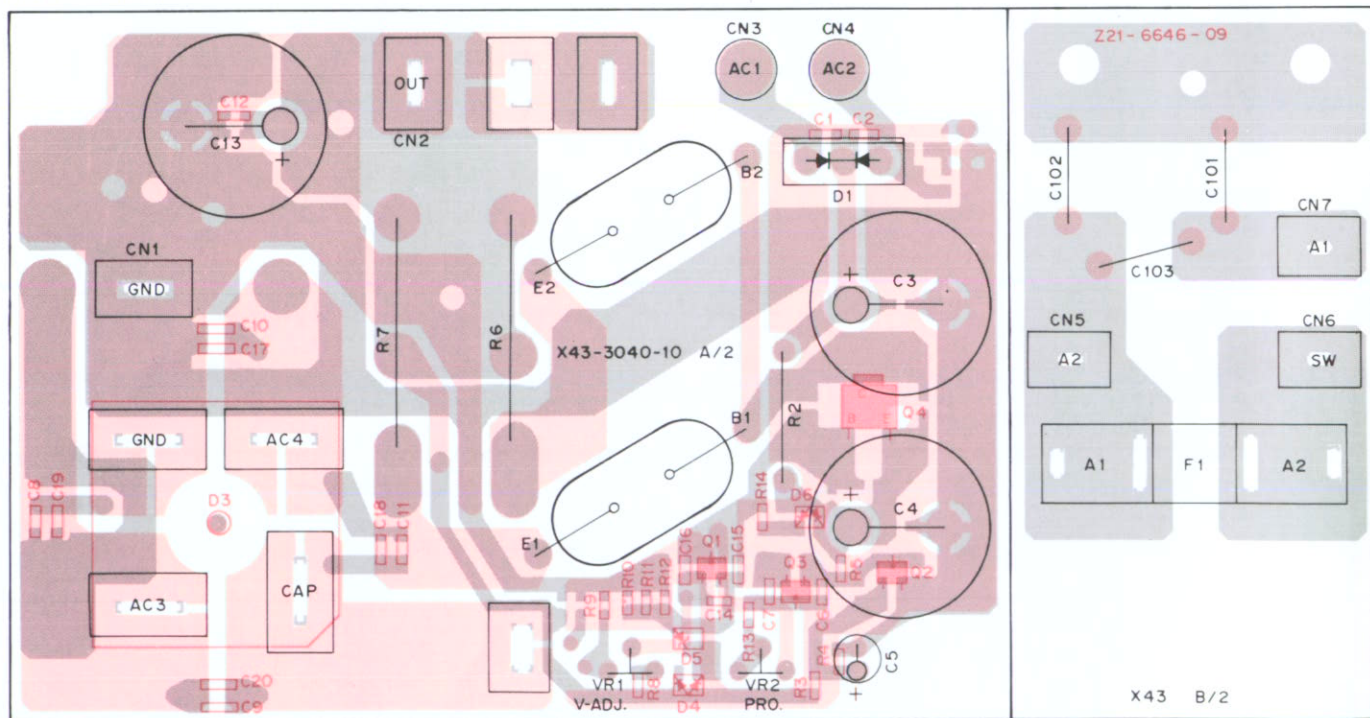 CN3
CN4
Z21-6646-09
AC1
AC2
OUT
C12
C13
CN2
C1
C2
B2
D1
C102
C101
CN7
A1
CN1
GND
E2
C3
C103
C10
C17
R7
R6
X43-3040-10 A/2
CN5
A2
CN6
SW
Q4
B1
R2
GND
AC4
A1
F1
A2
C8
C19
D3
C18
C11
R14
D6
C4
E1
C16
Q1
C15
Q3
R5
Q2
CAP
AC3
R9
R10
R11
R12
C14
C7
C6
R13
D5
R4
C5
C20
C9
VR1
V-ADJ.
R8
D4
VR2
PRO.
R3
X43 B/2